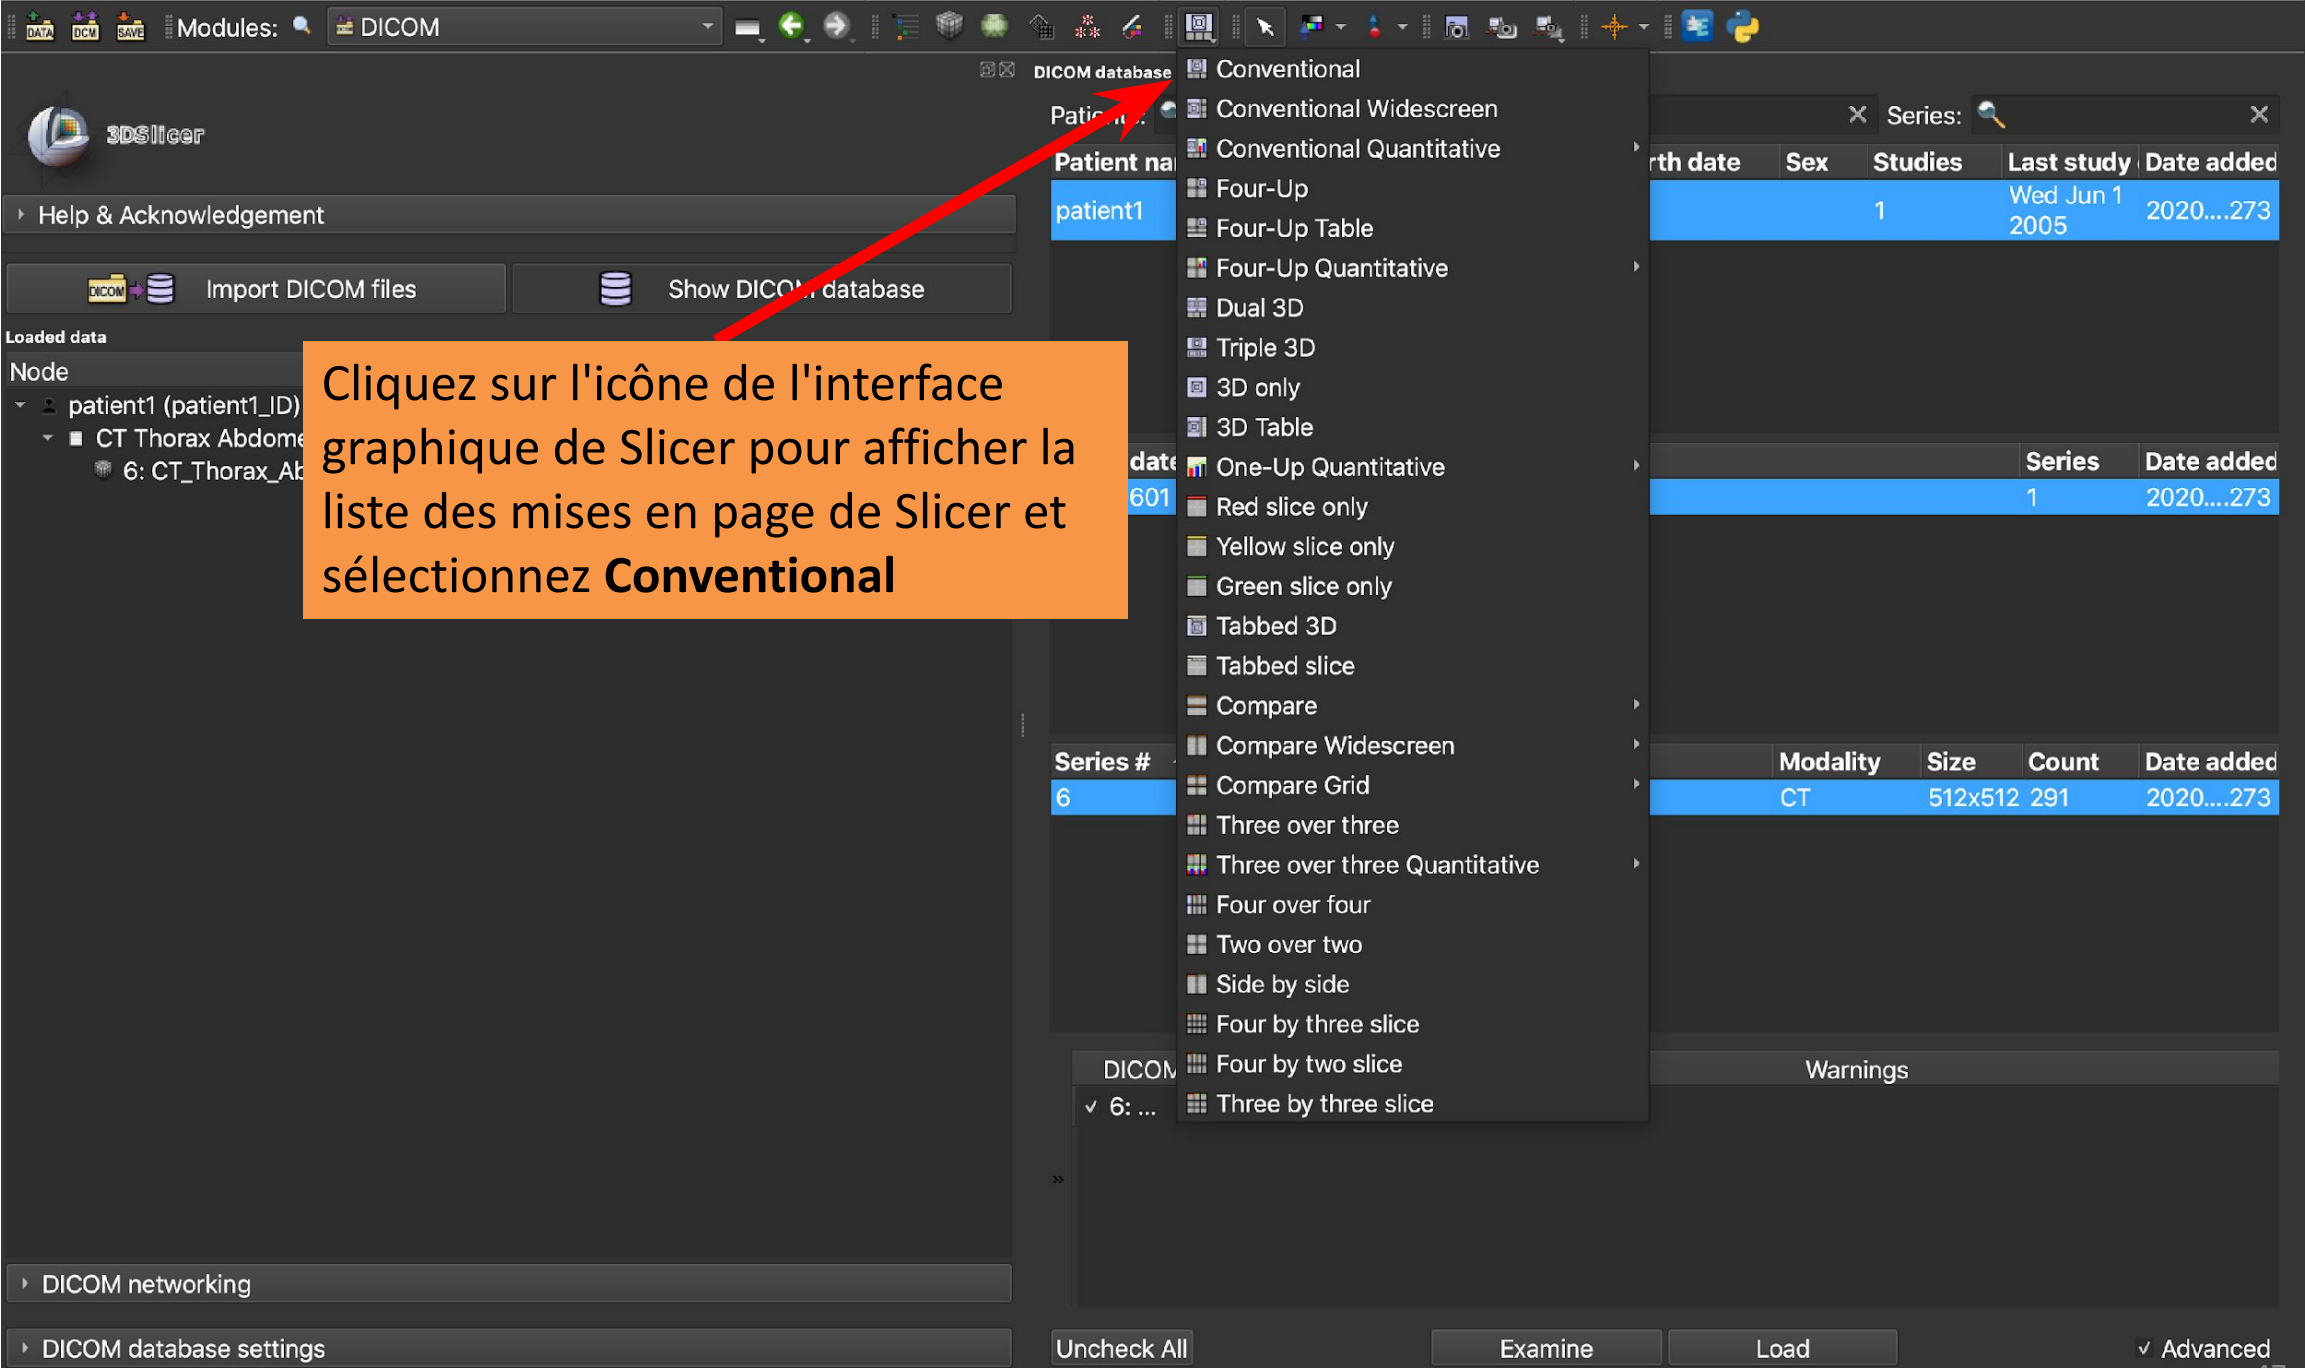 DATA DCM SAVE Modules: DICOM
DICOM database
3DSlicer
Help & Acknowledgement
Import DICOM files Show DICOM database
Loaded data
Node
patient1 (patient1_ID)
CT Thorax Abdome
6: CT_Thorax_Ab
Cliquez sur l'icône de l'interface
graphique de Slicer pour afficher la
liste des mises en page de Slicer et
sélectionnez Conventional
DICOM networking
DICOM database settings
Conventional
Conventional Widescreen
Conventional Quantitative
Four-Up
Four-Up Table
Four-Up Quantitative
Dual 3D
Triple 3D
3D only
3D Table
One-Up Quantitative
Red slice only
Yellow slice only
Green slice only
Tabbed 3D
Tabbed slice
Compare
Compare Widescreen
Compare Grid
Three over three
Three over three Quantitative
Four over four
Two over two
Side by side
Four by three slice
Four by two slice
Three by three slice
Series:
Patient na rth date Sex Studies Last study Date added
patient1 1 Wed Jun 1 2005 2020....273
date Series Date added
601 1 2020....273
Series # Modality Size Count Date added
6 CT 512x512 291 2020....273
DICOM Warnings
6: ...
Uncheck All Examine Load Advanced